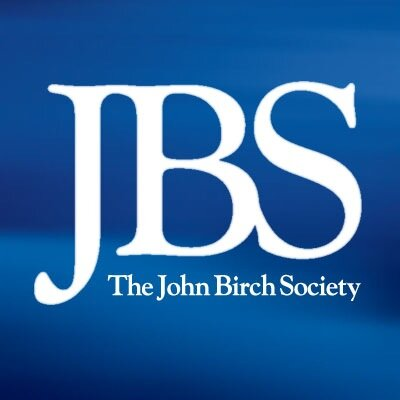 JBS
The John Birch Society